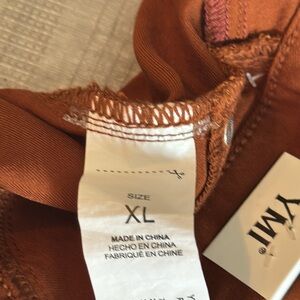 SIZE
XL
MADE IN CHINA
HECHO EN CHINA
FABRIQUÉ EN CHINE
YMI®